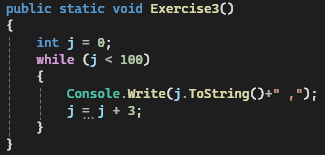 public static void Exercise3()
{
    int j = 0;
    while (j < 100)
    {
        Console.Write(j.ToString()+" ,");
        j = j + 3;
    }
}